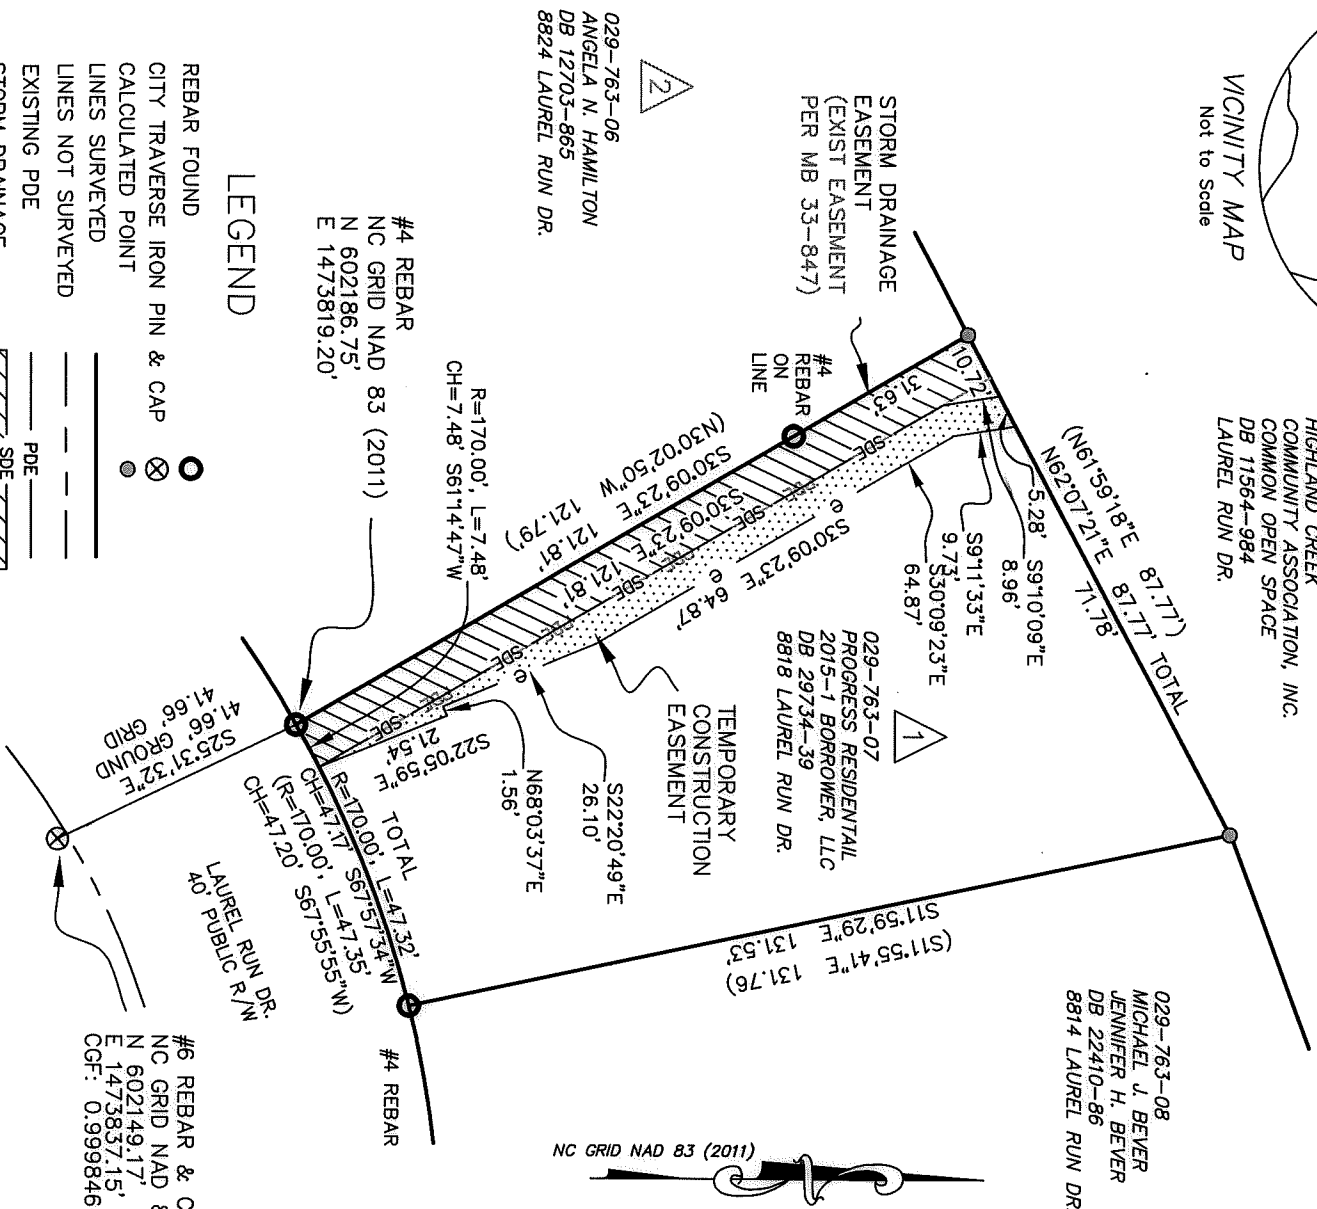 VICINITY MAP
Not to Scale
HIGHLAND CREEK
COMMUNITY ASSOCIATION, INC.
COMMON OPEN SPACE
DB 11564-984
LAUREL RUN DR.
2
029-763-06
ANGELA N. HAMILTON
DB 12703-865
8824 LAUREL RUN DR.
STORM DRAINAGE
EASEMENT
(EXIST EASEMENT
PER MB 33-847)
#4
REBAR
ON
LINE
10.72'
31.63'
(N61°59'18"E 87.77')
N62°07'21"E 87.77' TOTAL
71.78'
5.28'
S9°10'09"E
8.96'
S9°11'33"E
9.73'
S30°09'23"E
64.87'
S30°09'23"E 64.87'
S30°09'23"E 121.81'
S30°09'23"E 121.81'
(N30°02'50"W 121.79')
SDE
SDE
SDE
SDE
SDE
SDE
e
e
e
1
029-763-07
PROGRESS RESIDENTAIL
2015-1 BORROWER, LLC
DB 29734-39
8818 LAUREL RUN DR.
TEMPORARY
CONSTRUCTION
EASEMENT
S22°20'49"E
26.10'
N68°03'37"E
1.56'
S22°05'59"E
21.54'
R=170.00', L=7.48'
CH=7.48' S61°14'47"W
#4 REBAR
NC GRID NAD 83 (2011)
N 602186.75'
E 1473819.20'
TOTAL
R=170.00', L=47.32'
CH=47.17' S67°57'34"W
(R=170.00', L=47.35'
CH=47.20' S67°55'55"W)
S25°31'32"E
41.66' GROUND
41.66' GRID
LAUREL RUN DR.
40' PUBLIC R/W
S11°59'29"E 131.53'
(S11°55'41"E 131.76)
029-763-08
MICHAEL J. BEVER
JENNIFER H. BEVER
DB 22410-86
8814 LAUREL RUN DR.
#4 REBAR
#6 REBAR & C
NC GRID NAD 8
N 602149.17'
E 1473837.15'
CGF: 0.999846
NC GRID NAD 83 (2011)
LEGEND
REBAR FOUND
CITY TRAVERSE IRON PIN & CAP
CALCULATED POINT
LINES SURVEYED
LINES NOT SURVEYED
EXISTING PDE
PDE
STORM DRAINAGE
SDE